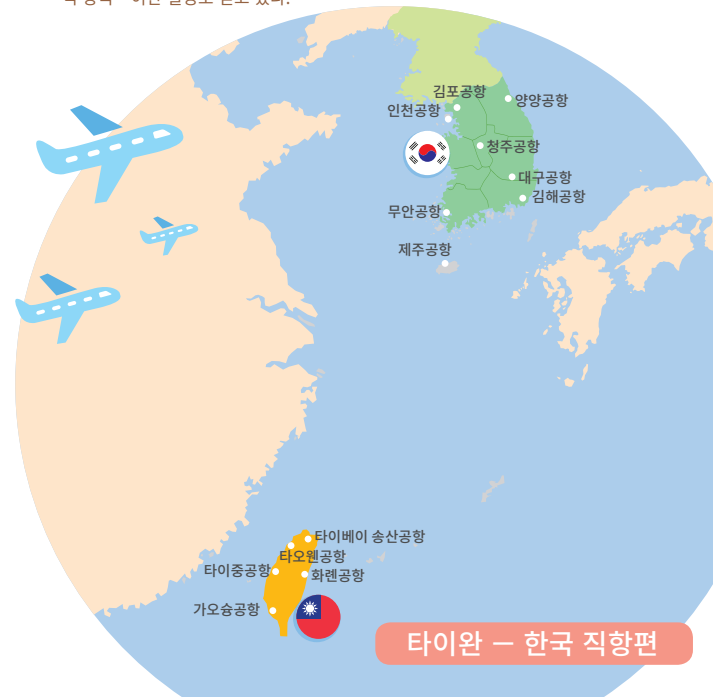 김포공항
양양공항
인천공항
청주공항
대구공항
김해공항
무안공항
제주공항
타이베이 송산공항
타오웬공항
타이중공항
화롄공항
가오슝공항
타이완 – 한국 직항편